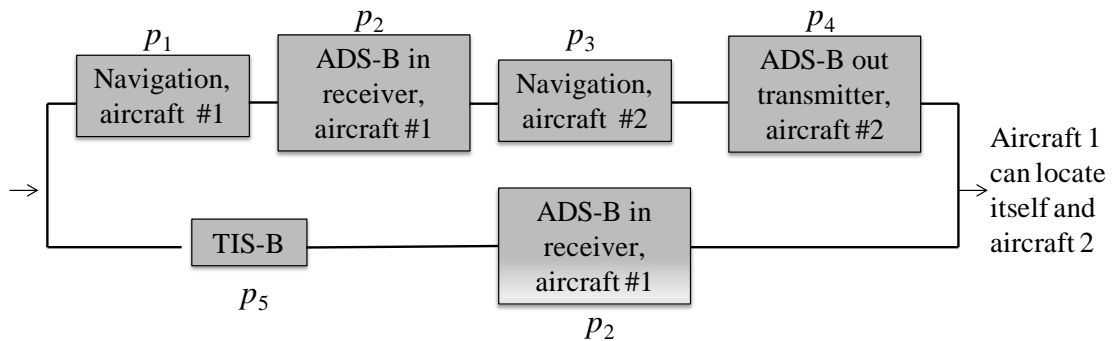 p1
Navigation,
aircraft #1
p2
ADS-B in
receiver,
aircraft #1
p3
Navigation,
aircraft #2
p4
ADS-B out
transmitter,
aircraft #2
Aircraft 1
can locate
itself and
aircraft 2
TIS-B
p5
ADS-B in
receiver,
aircraft #1
p2